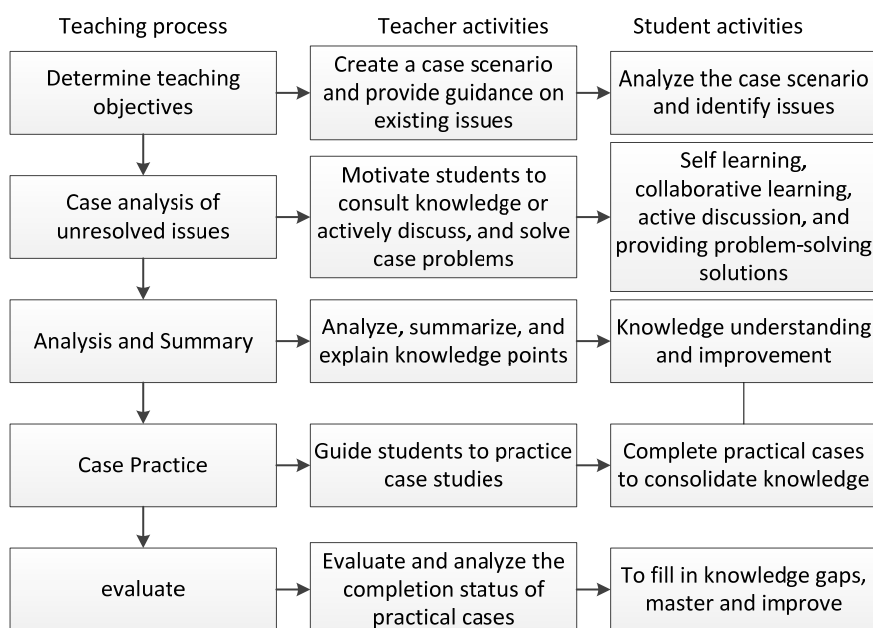 Teaching process
Teacher activities
Student activities
Determine teaching
objectives
Create a case scenario
and provide guidance on
existing issues
Analyze the case scenario
and identify issues
Case analysis of
unresolved issues
Motivate students to
consult knowledge or
actively discuss, and solve
case problems
Self learning,
collaborative learning,
active discussion, and
providing problem-solving
solutions
Analysis and Summary
Analyze, summarize, and
explain knowledge points
Knowledge understanding
and improvement
Case Practice
Guide students to practice
case studies
Complete practical cases
to consolidate knowledge
evaluate
Evaluate and analyze the
completion status of
practical cases
To fill in knowledge gaps,
master and improve